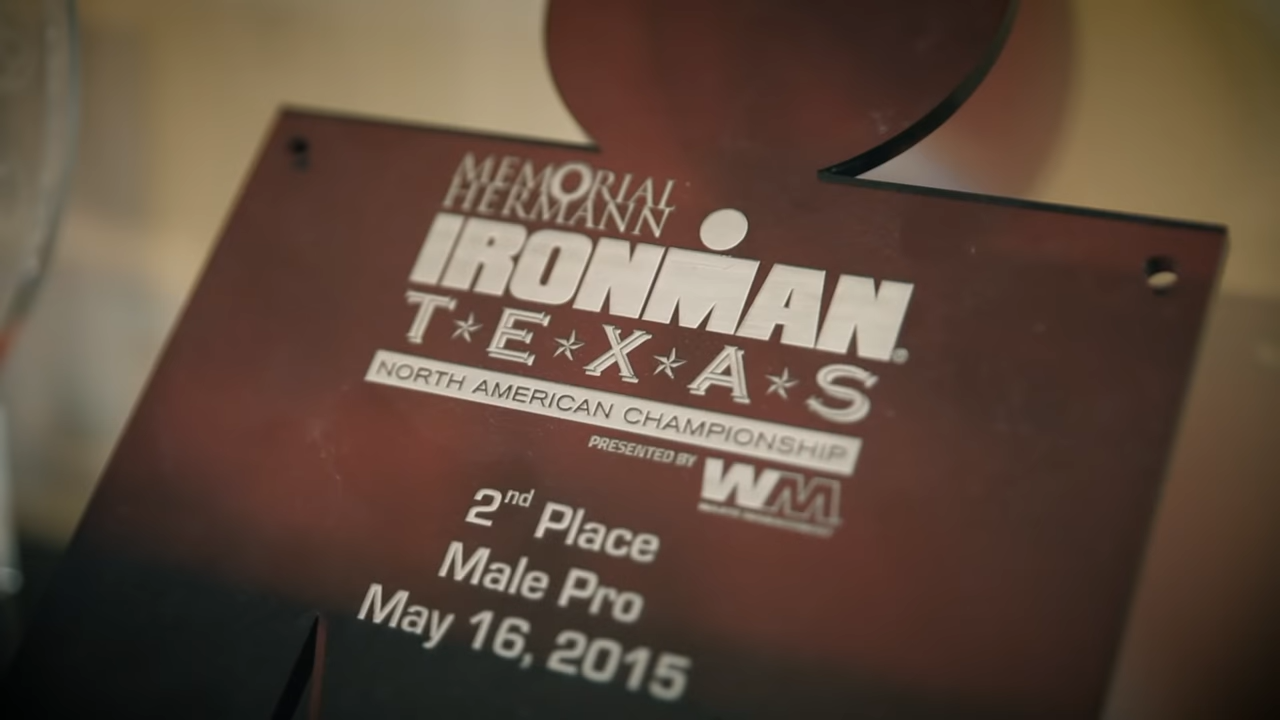 MEMORIAL
HERMANN
IRONMAN®
T★E★X★A★S
NORTH AMERICAN CHAMPIONSHIP
PRESENTED BY
WM
2nd Place
Male Pro
May 16, 2015